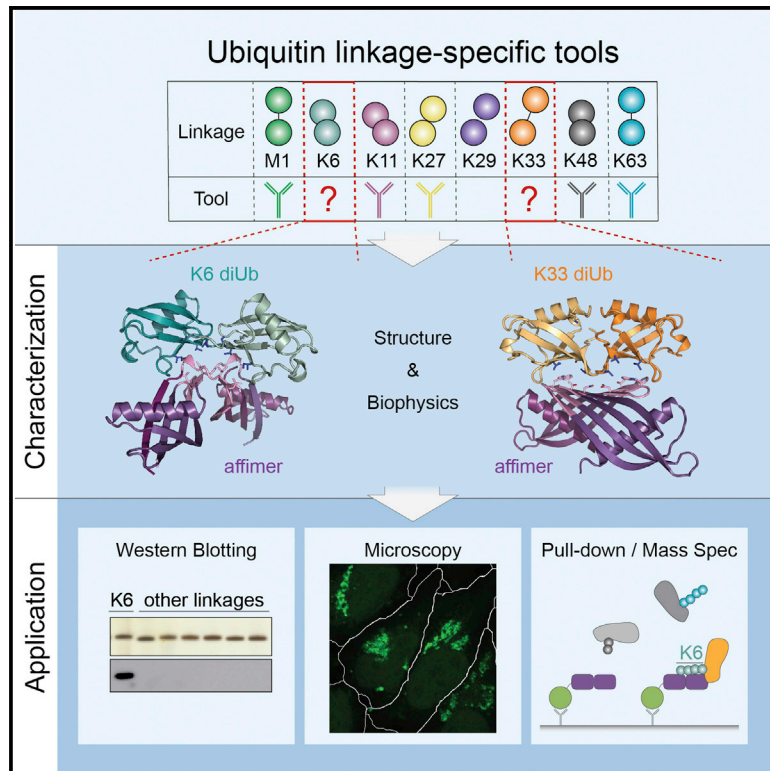 Ubiquitin linkage-specific tools
Linkage
M1 K6 K11 K27 K29 K33 K48 K63
Tool ? ?
Characterization
K6 diUb
K33 diUb
Structure
&
Biophysics
affimer
affimer
Application
Western Blotting
K6 other linkages
Microscopy
Pull-down / Mass Spec
K6